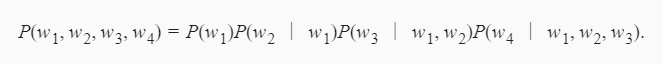 P(w₁, w₂, w₃, w₄) = P(w₁)P(w₂ | w₁)P(w₃ | w₁, w₂)P(w₄ | w₁, w₂, w₃).